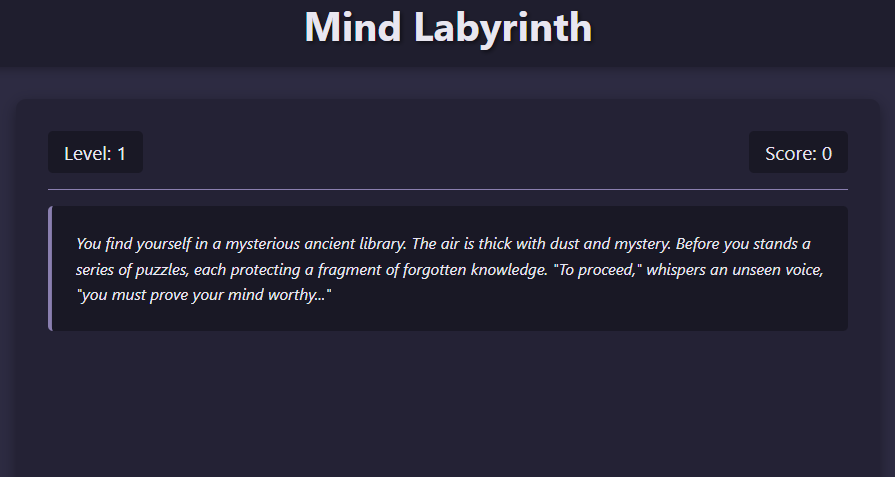 Mind Labyrinth
Level: 1
Score: 0
You find yourself in a mysterious ancient library. The air is thick with dust and mystery. Before you stands a
series of puzzles, each protecting a fragment of forgotten knowledge. "To proceed," whispers an unseen voice,
"you must prove your mind worthy..."